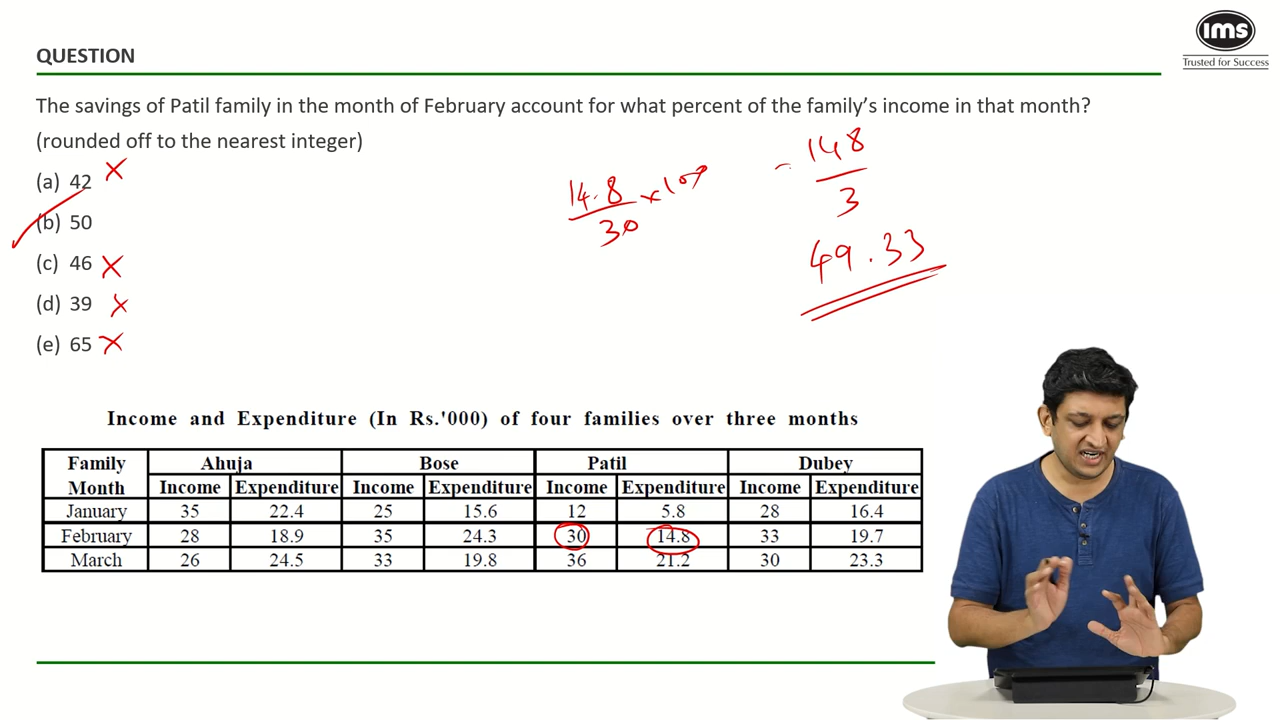 ims
Trusted for Success
QUESTION
The savings of Patil family in the month of February account for what percent of the family's income in that month?
(rounded off to the nearest integer)
(a) 42
(b) 50
(c) 46
(d) 39
(e) 65
14.8
30
= 148
3
49.33
Income and Expenditure (In Rs.'000) of four families over three months
Family Month Ahuja Bose Patil Dubey
Income Expenditure Income Expenditure Income Expenditure Income Expenditure
January 35 22.4 25 15.6 12 5.8 28 16.4
February 28 18.9 35 24.3 30 14.8 33 19.7
March 26 24.5 33 19.8 36 21.2 30 23.3